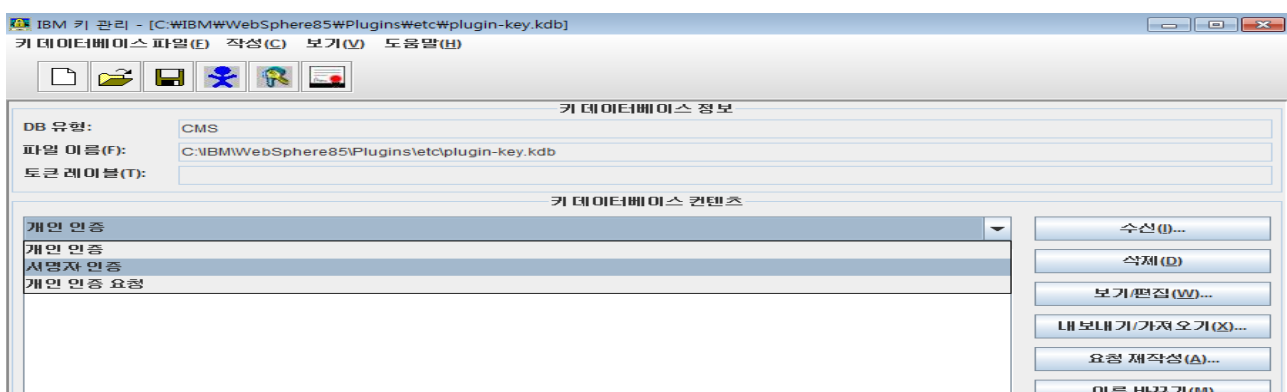 IBM 키 관리 - [C:₩IBM₩WebSphere85₩Plugins₩etc₩plugin-key.kdb]
키 데이터베이스 파일(F) 작성(C) 보기(V) 도움말(H)
키 데이터베이스 정보
DB 유형: CMS
파일 이름(F): C:\IBM\WebSphere85\Plugins\etc\plugin-key.kdb
토큰 레이블(T):
키 데이터베이스 컨텐츠
개인 인증
수신(I)...
개인 인증
서명자 인증
삭제(D)
개인 인증 요청
보기/편집(W)...
내보내기/가져오기(X)...
요청 재작성(A)...
이름 바꾸기(M)